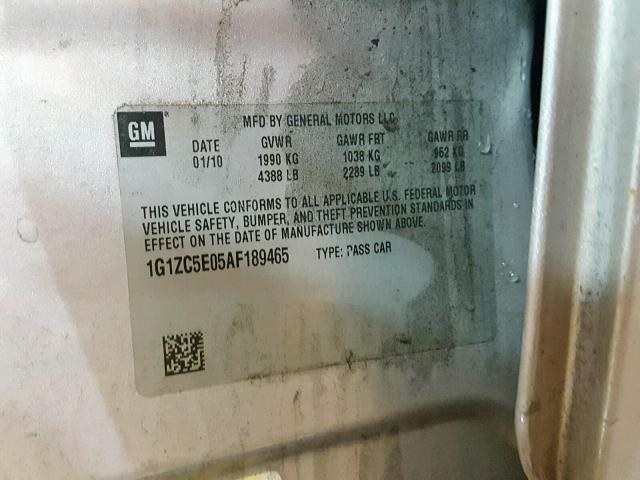 GM
MFD BY GENERAL MOTORS LLC
DATE GVWR GAWR FRT GAWR RR
01/10 1990 KG 1038 KG 952 KG
4388 LB 2289 LB 2099 LB
THIS VEHICLE CONFORMS TO ALL APPLICABLE U.S. FEDERAL MOTOR
VEHICLE SAFETY, BUMPER, AND THEFT PREVENTION STANDARDS IN
EFFECT ON THE DATE OF MANUFACTURE SHOWN ABOVE.
1G1ZC5E05AF189465 TYPE: PASS CAR